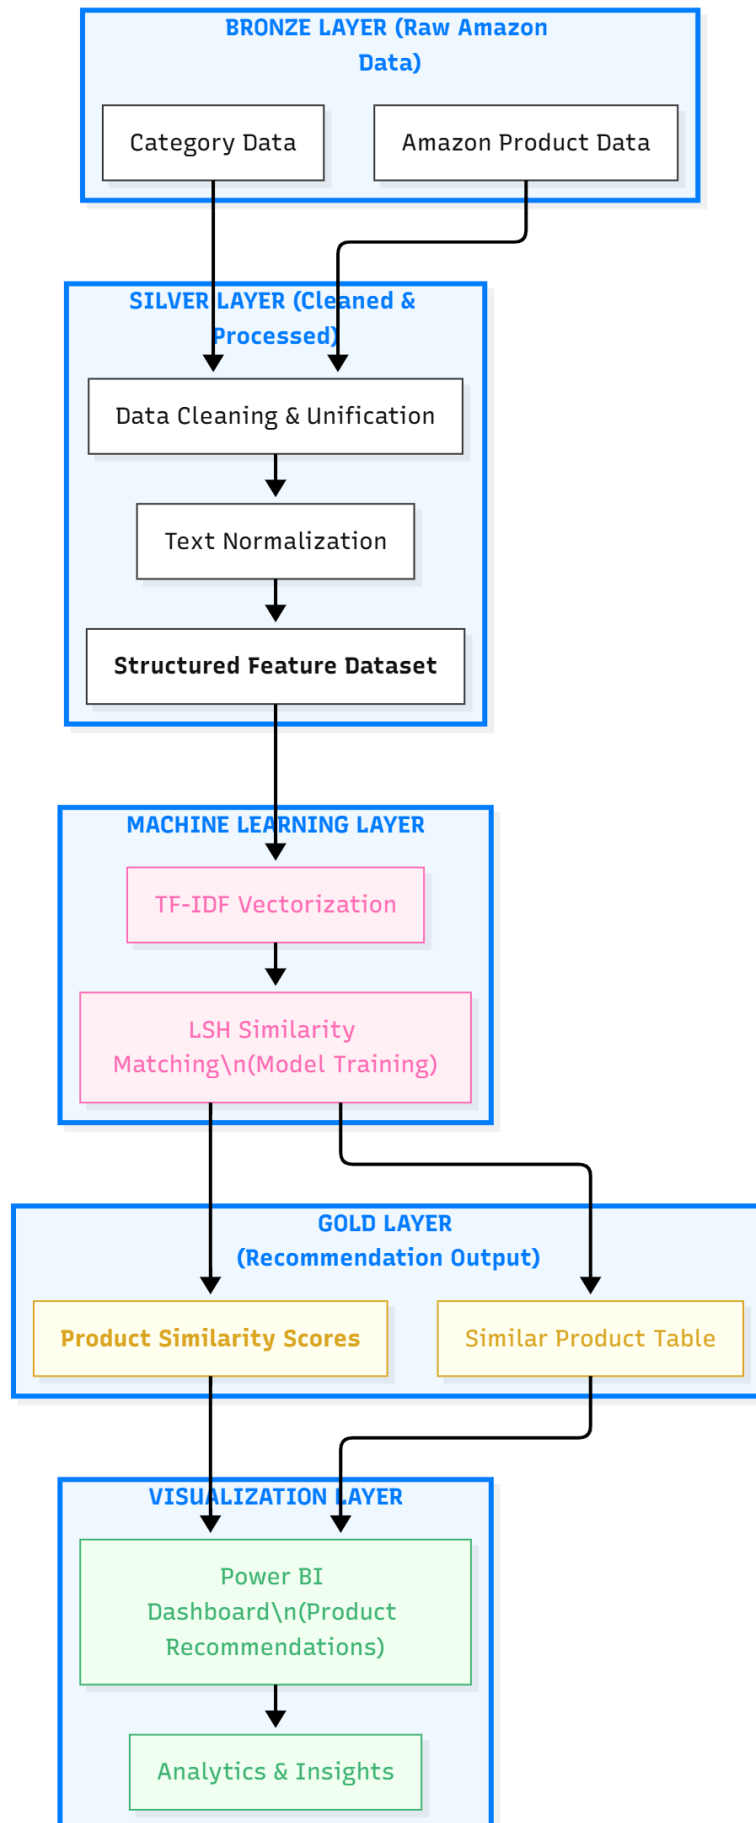 BRONZE LAYER (Raw Amazon
Data)
Category Data
Amazon Product Data
SILVER LAYER (Cleaned &
Processed)
Data Cleaning & Unification
Text Normalization
Structured Feature Dataset
MACHINE LEARNING LAYER
TF-IDF Vectorization
LSH Similarity
Matching\n(Model Training)
GOLD LAYER
(Recommendation Output)
Product Similarity Scores
Similar Product Table
VISUALIZATION LAYER
Power BI
Dashboard\n(Product
Recommendations)
Analytics & Insights